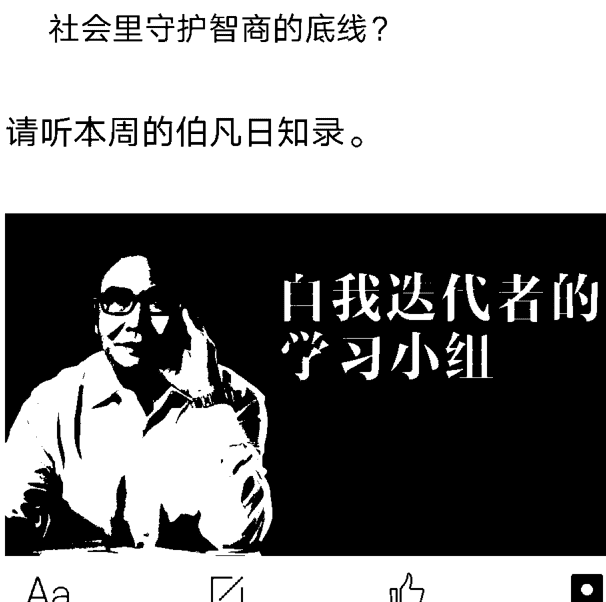 社会里守护智商的底线？
请听本周的伯凡日知录。
自我迭代者的
学习小组
Aa